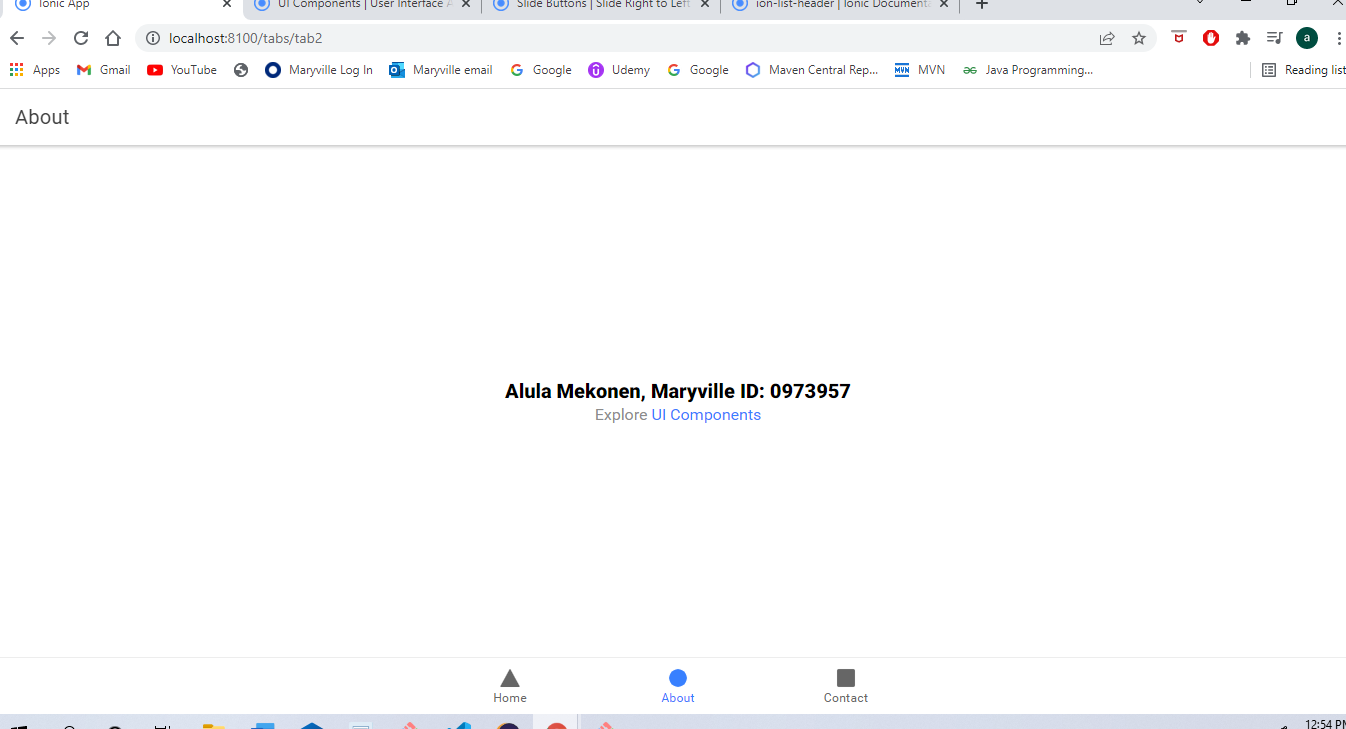 Ionic App
UI Components | User Interface A
Slide Buttons | Slide Right to Left
ion-list-header | Ionic Documenta
localhost:8100/tabs/tab2
a
Apps
Gmail
YouTube
Maryville Log In
Maryville email
Google
Udemy
Google
Maven Central Rep...
MVN
MVN
Java Programming...
Reading list
About
Alula Mekonen, Maryville ID: 0973957
Explore UI Components
Home
About
Contact
12:54 PM